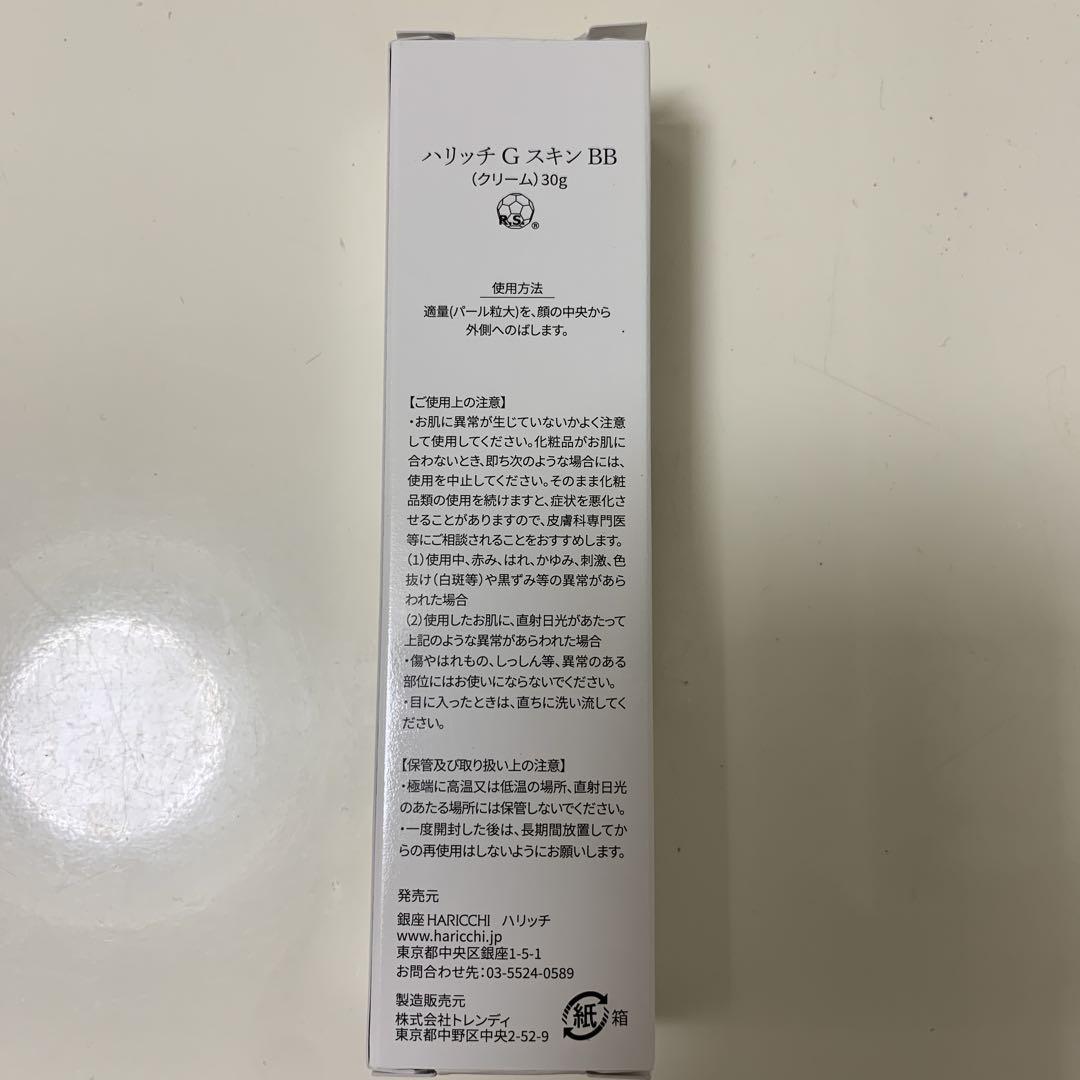 ハリッチ G スキン BB
（クリーム）30g
R.S.®
使用方法
適量(パール粒大)を、顔の中央から
外側へのばします。
【ご使用上の注意】
・お肌に異常が生じていないかよく注意
して使用してください。化粧品がお肌に
合わないとき、即ち次のような場合には、
使用を中止してください。そのまま化粧
品類の使用を続けますと、症状を悪化さ
せることがありますので、皮膚科専門医
等にご相談されることをおすすめします。
（1）使用中、赤み、はれ、かゆみ、刺激、色
抜け（白斑等）や黒ずみ等の異常があら
われた場合
（2）使用したお肌に、直射日光があたって
上記のような異常があらわれた場合
・傷やはれもの、しっしん等、異常のある
部位にはお使いにならないでください。
・目に入ったときは、直ちに洗い流してく
ださい。
【保管及び取り扱い上の注意】
・極端に高温又は低温の場所、直射日光
のあたる場所には保管しないでください。
・一度開封した後は、長期間放置してか
らの再使用はしないようにお願いします。
発売元
銀座 HARICCHI ハリッチ
www.haricchi.jp
東京都中央区銀座1-5-1
お問合わせ先：03-5524-0589
製造販売元
株式会社トレンディ
東京都中野区中央2-52-9
紙 箱